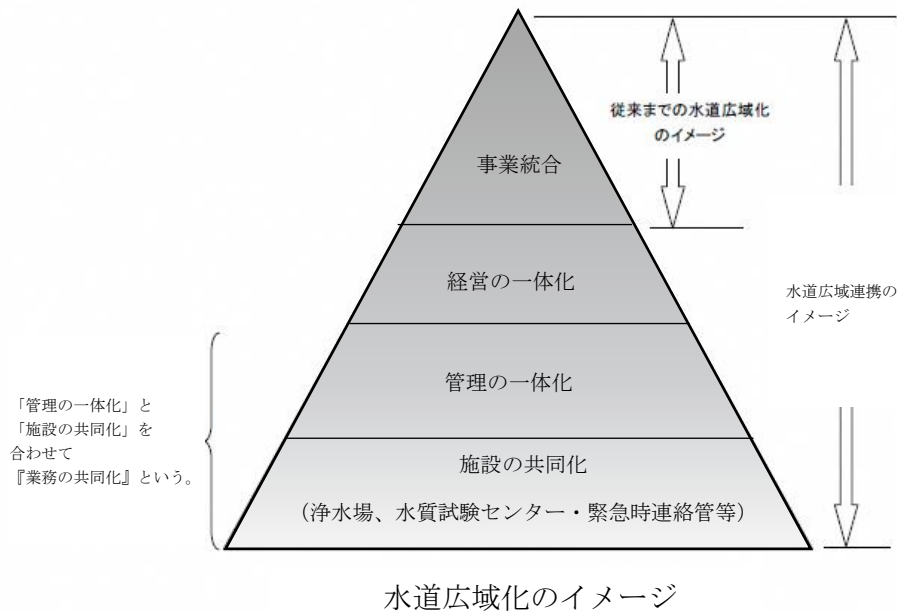 従来までの水道広域化
のイメージ
事業統合
経営の一体化
水道広域連携の
イメージ
管理の一体化
「管理の一体化」と
「施設の共同化」を
合わせて
『業務の共同化』という。
施設の共同化
（浄水場、水質試験センター・緊急時連絡管等）
水道広域化のイメージ